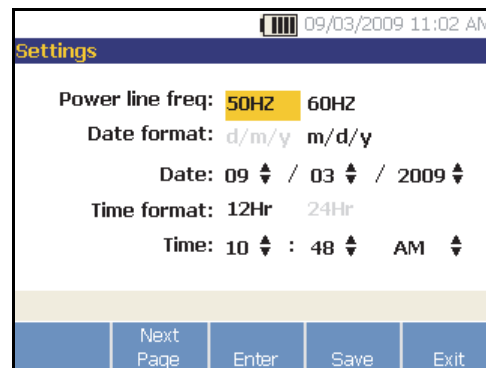 09/03/2009 11:02 AM
Settings
Power line freq: 50HZ 60HZ
Date format: d/m/y m/d/y
Date: 09 / 03 / 2009
Time format: 12Hr 24Hr
Time: 10 : 48 AM
Next Page Enter Save Exit